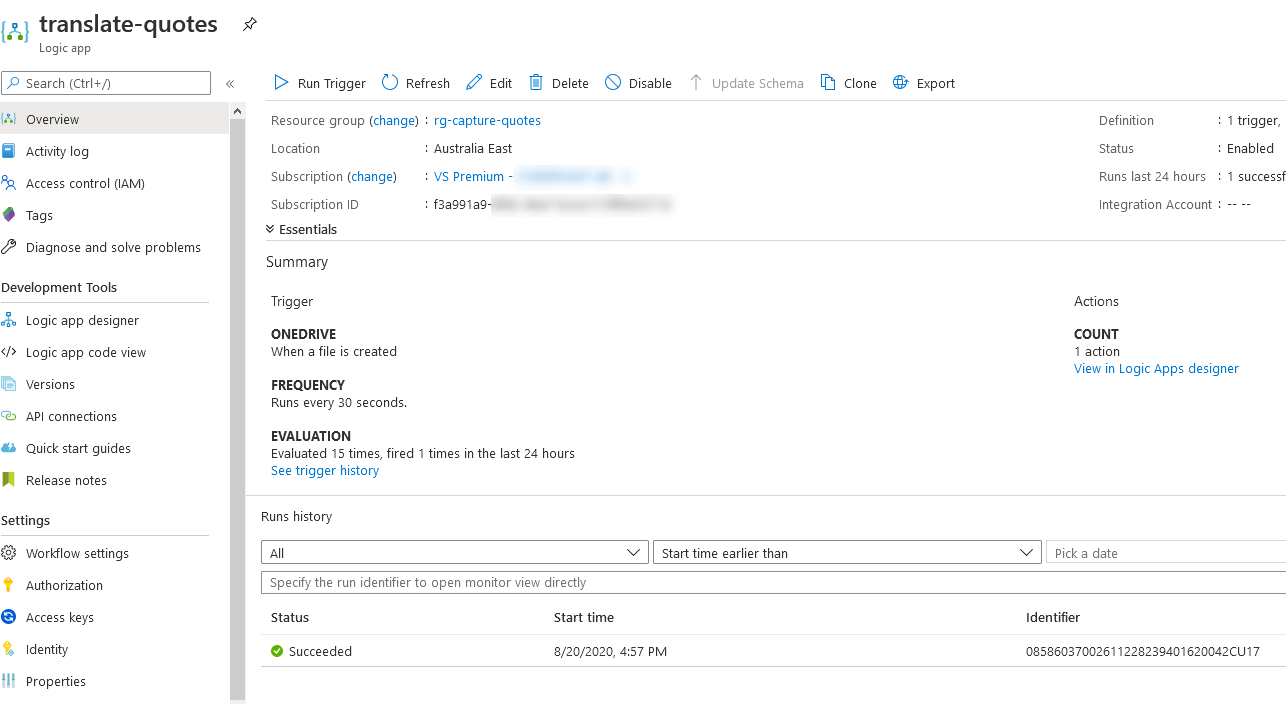 translate-quotes
Logic app
Search (Ctrl+/)
«
Overview
Activity log
Access control (IAM)
Tags
Diagnose and solve problems
Development Tools
Logic app designer
Logic app code view
Versions
API connections
Quick start guides
Release notes
Settings
Workflow settings
Authorization
Access keys
Identity
Properties
Run Trigger Refresh Edit Delete Disable Update Schema Clone Export
Resource group (change) : rg-capture-quotes
Location : Australia East
Subscription (change) : VS Premium -
Subscription ID : f3a991a9-
Definition : 1 trigger,
Status : Enabled
Runs last 24 hours : 1 successf
Integration Account : -- --
Essentials
Summary
Trigger
ONEDRIVE
When a file is created
FREQUENCY
Runs every 30 seconds.
EVALUATION
Evaluated 15 times, fired 1 times in the last 24 hours
See trigger history
Actions
COUNT
1 action
View in Logic Apps designer
Runs history
All Start time earlier than Pick a date
Specify the run identifier to open monitor view directly
Status Start time Identifier
Succeeded 8/20/2020, 4:57 PM 08586037002611228239401620042CU17